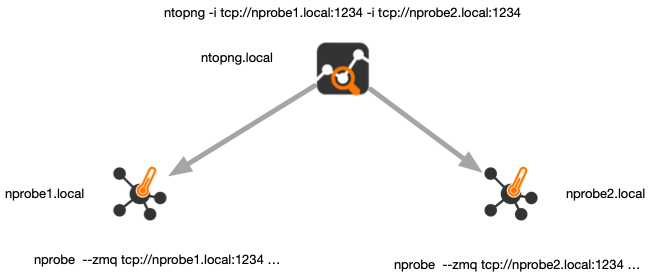 ntopng -i tcp://nprobe1.local:1234 -i tcp://nprobe2.local:1234
ntopng.local
nprobe1.local
nprobe2.local
nprobe --zmq tcp://nprobe1.local:1234 ...
nprobe --zmq tcp://nprobe2.local:1234 ...